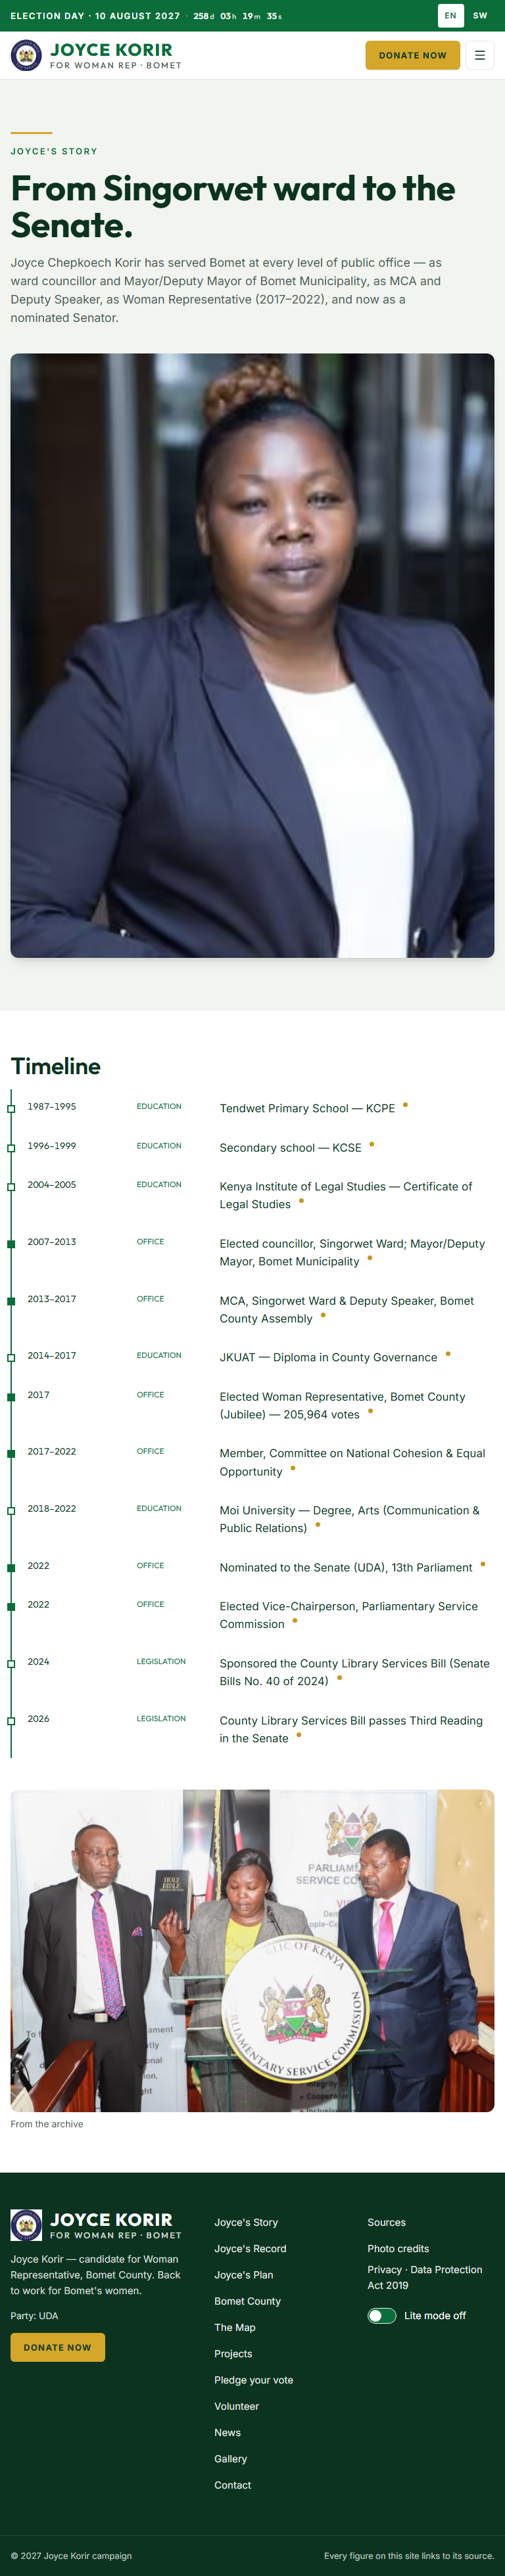 ELECTION DAY · 10 AUGUST 2027 · 258 d 03 h 19 m 35 s
EN SW
JOYCE KORIR
FOR WOMAN REP · BOMET
DONATE NOW
JOYCE'S STORY
From Singorwet ward to the
Senate.
Joyce Chepkoech Korir has served Bomet at every level of public office — as
ward councillor and Mayor/Deputy Mayor of Bomet Municipality, as MCA and
Deputy Speaker, as Woman Representative (2017–2022), and now as a
nominated Senator.
Timeline
1987–1995 EDUCATION Tendwet Primary School — KCPE
1996–1999 EDUCATION Secondary school — KCSE
2004–2005 EDUCATION Kenya Institute of Legal Studies — Certificate of
Legal Studies
2007–2013 OFFICE Elected councillor, Singorwet Ward; Mayor/Deputy
Mayor, Bomet Municipality
2013–2017 OFFICE MCA, Singorwet Ward & Deputy Speaker, Bomet
County Assembly
2014–2017 EDUCATION JKUAT — Diploma in County Governance
2017 OFFICE Elected Woman Representative, Bomet County
(Jubilee) — 205,964 votes
2017–2022 OFFICE Member, Committee on National Cohesion & Equal
Opportunity
2018–2022 EDUCATION Moi University — Degree, Arts (Communication &
Public Relations)
2022 OFFICE Nominated to the Senate (UDA), 13th Parliament
2022 OFFICE Elected Vice-Chairperson, Parliamentary Service
Commission
2024 LEGISLATION Sponsored the County Library Services Bill (Senate
Bills No. 40 of 2024)
2026 LEGISLATION County Library Services Bill passes Third Reading
in the Senate
HOLY
BIBLE
PARLIAM
SERVICE CO
LIC OF KENYA
ARLIAMENTARY SERVICE COMMISSION
From the archive
JOYCE KORIR
FOR WOMAN REP · BOMET
Joyce Korir — candidate for Woman
Representative, Bomet County. Back
to work for Bomet's women.
Party: UDA
DONATE NOW
Joyce's Story
Joyce's Record
Joyce's Plan
Bomet County
The Map
Projects
Pledge your vote
Volunteer
News
Gallery
Contact
Sources
Photo credits
Privacy · Data Protection
Act 2019
Lite mode off
© 2027 Joyce Korir campaign
Every figure on this site links to its source.